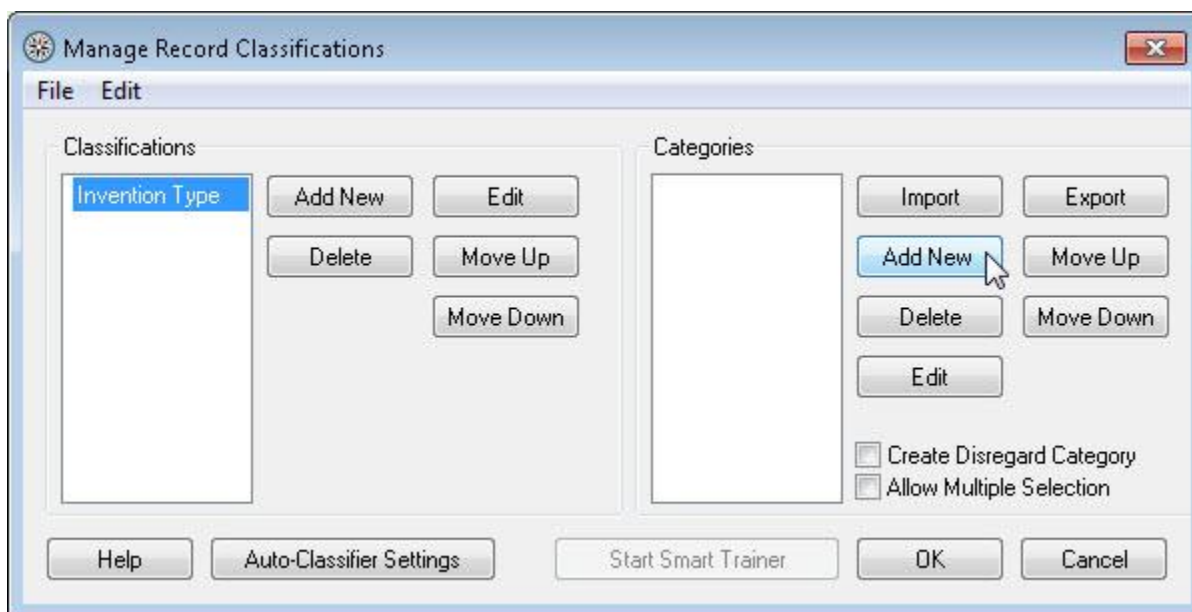 Manage Record Classifications
File Edit
Classifications
Invention Type
Add New Edit
Delete Move Up
Move Down
Categories
Import Export
Add New Move Up
Delete Move Down
Edit
Create Disregard Category
Allow Multiple Selection
Help Auto-Classifier Settings Start Smart Trainer OK Cancel